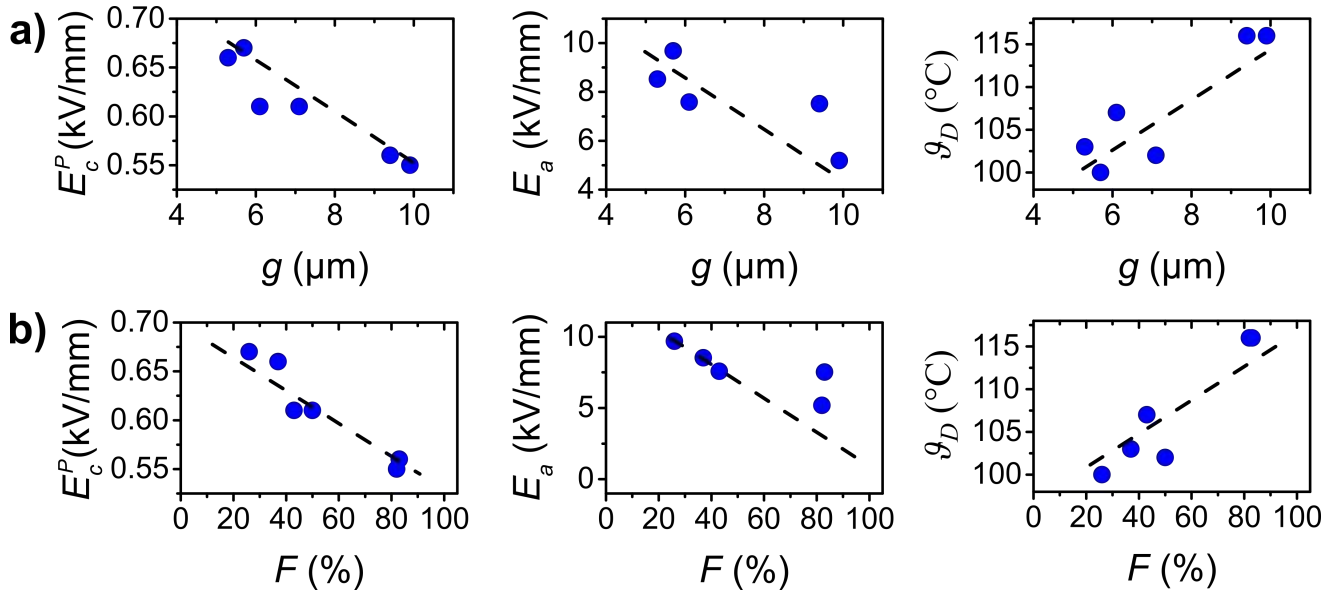 a)
E_c^P (kV/mm)
0.70
0.65
0.60
0.55
4 6 8 10
g (µm)
E_a (kV/mm)
10
8
6
4
4 6 8 10
g (µm)
ϑ_D (°C)
115
110
105
100
4 6 8 10
g (µm)
b)
E_c^P (kV/mm)
0.70
0.65
0.60
0.55
0 20 40 60 80 100
F (%)
E_a (kV/mm)
10
5
0
0 20 40 60 80 100
F (%)
ϑ_D (°C)
115
110
105
100
0 20 40 60 80 100
F (%)